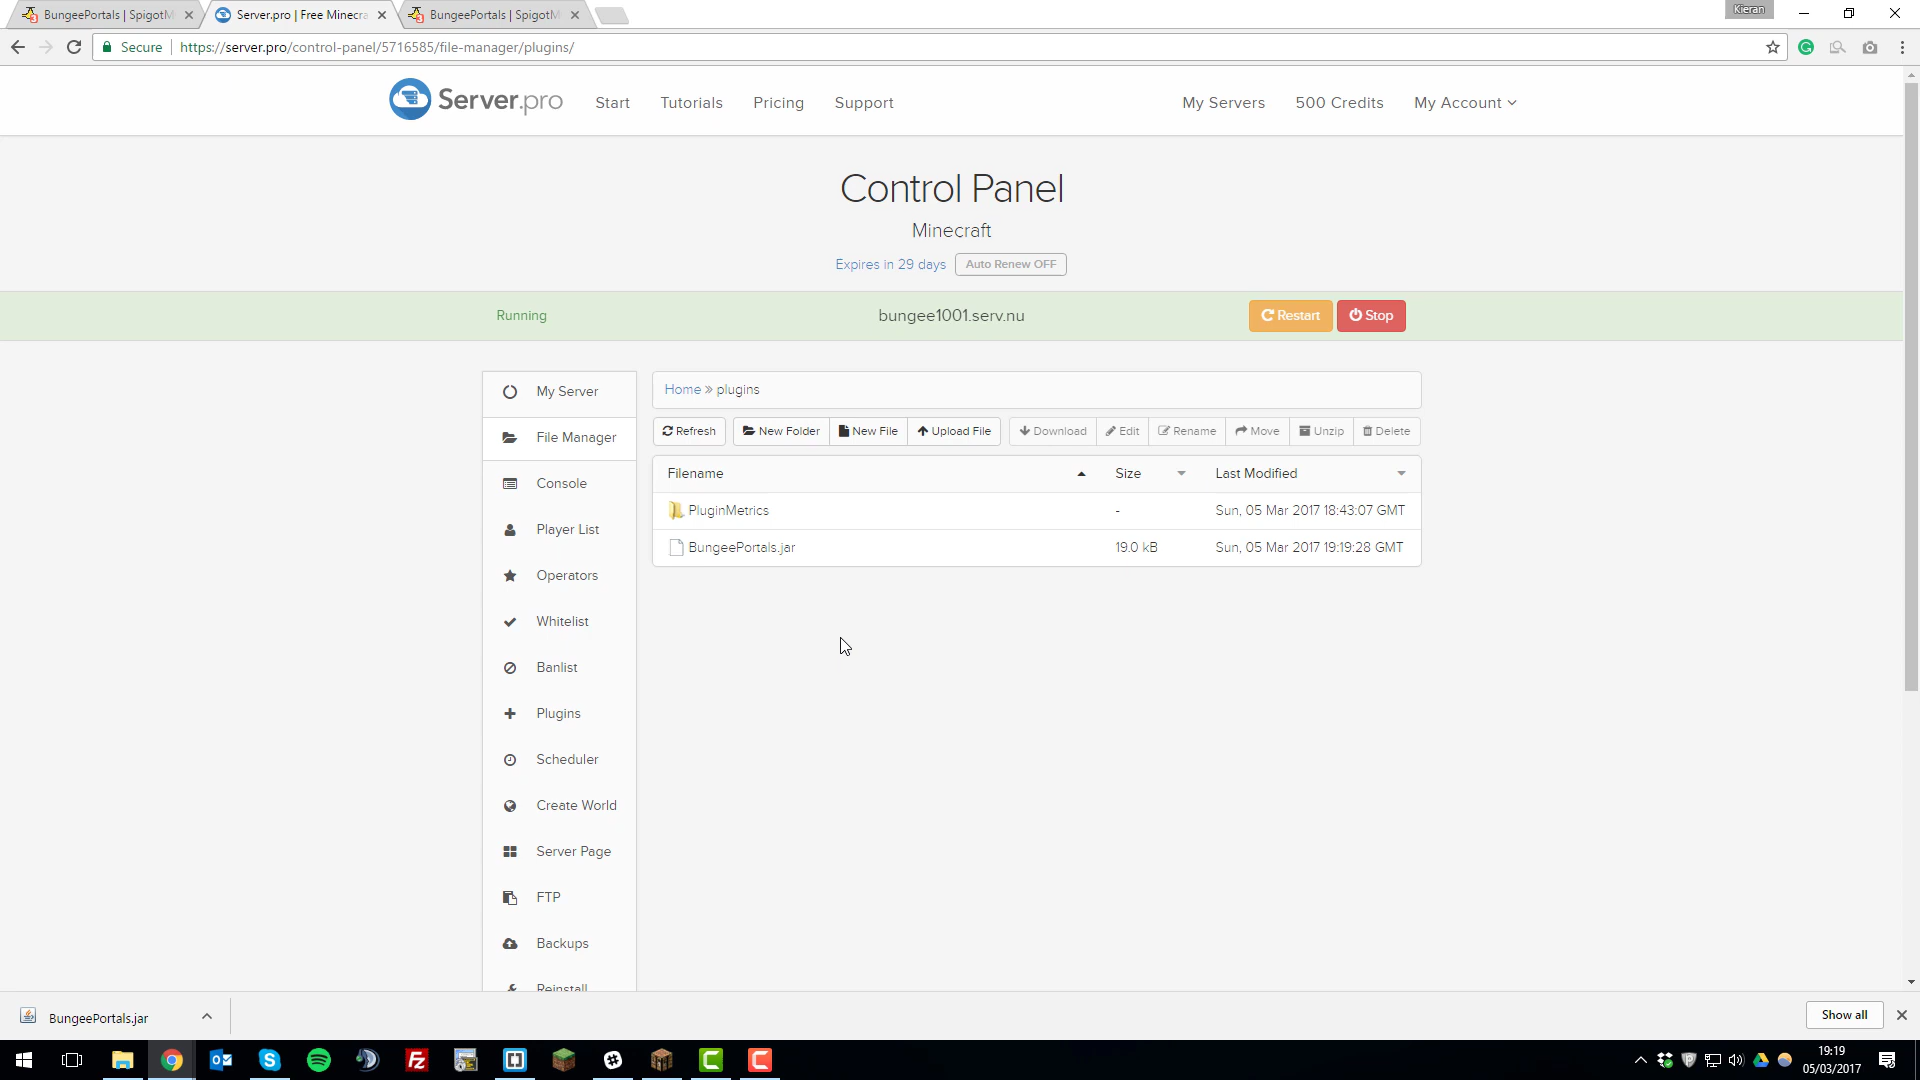 BungeePortals | SpigotM
Server.pro | Free Minecra
BungeePortals | SpigotM
Kieran
Secure
https://server.pro/control-panel/5716585/file-manager/plugins/
Server.pro
Start
Tutorials
Pricing
Support
My Servers
500 Credits
My Account
Control Panel
Minecraft
Expires in 29 days
Auto Renew OFF
Running
bungee1001.serv.nu
Restart
Stop
My Server
File Manager
Console
Player List
Operators
Whitelist
Banlist
Plugins
Scheduler
Create World
Server Page
FTP
Backups
Reinstall
Home » plugins
Refresh
New Folder
New File
Upload File
Download
Edit
Rename
Move
Unzip
Delete
Filename
Size
Last Modified
PluginMetrics
-
Sun, 05 Mar 2017 18:43:07 GMT
BungeePortals.jar
19.0 kB
Sun, 05 Mar 2017 19:19:28 GMT
BungeePortals.jar
Show all
19:19
05/03/2017